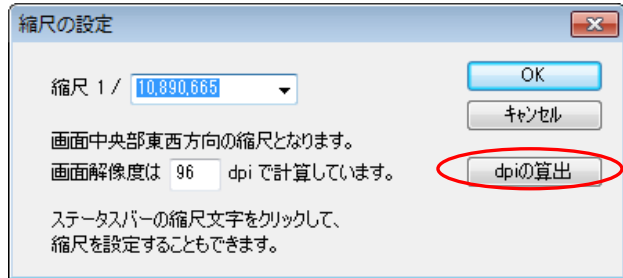 縮尺の設定
縮尺 1 / 10,890,665
OK
キャンセル
画面中央部東西方向の縮尺となります。
画面解像度は 96 dpi で計算しています。
dpiの算出
ステータスバーの縮尺文字をクリックして、
縮尺を設定することもできます。